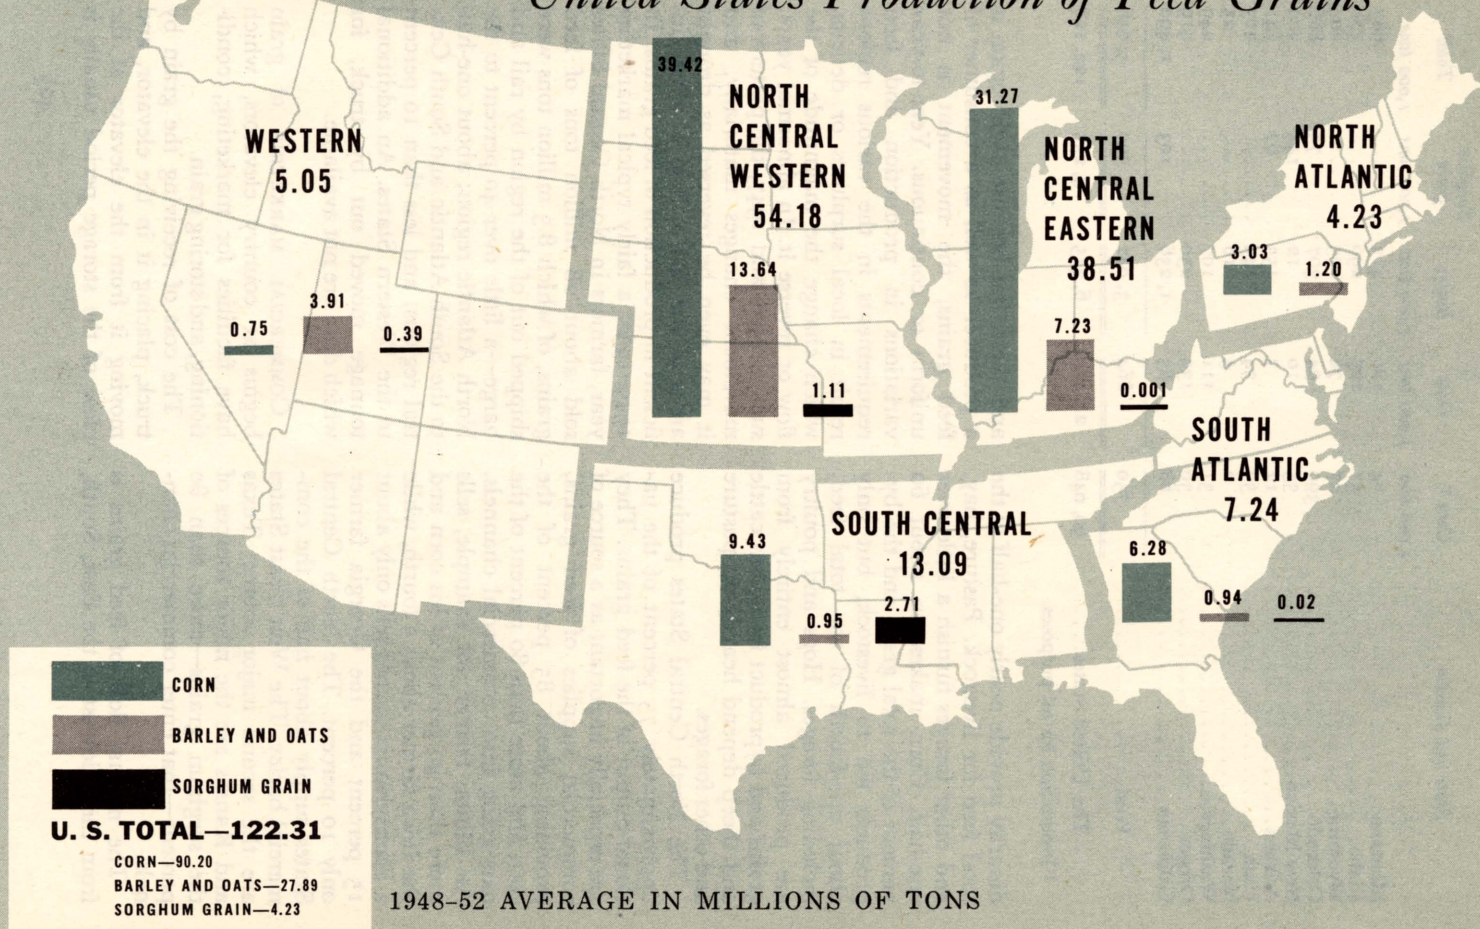 United States Production of Feed Grains
WESTERN
5.05
0.75
3.91
0.39
39.42
NORTH
CENTRAL
WESTERN
54.18
13.64
1.11
31.27
NORTH
CENTRAL
EASTERN
38.51
7.23
0.001
NORTH
ATLANTIC
4.23
3.03
1.20
SOUTH
ATLANTIC
7.24
6.28
0.94
0.02
SOUTH CENTRAL
13.09
9.43
0.95
2.71
CORN
BARLEY AND OATS
SORGHUM GRAIN
U. S. TOTAL—122.31
CORN—90.20
BARLEY AND OATS—27.89
SORGHUM GRAIN—4.23
1948–52 AVERAGE IN MILLIONS OF TONS